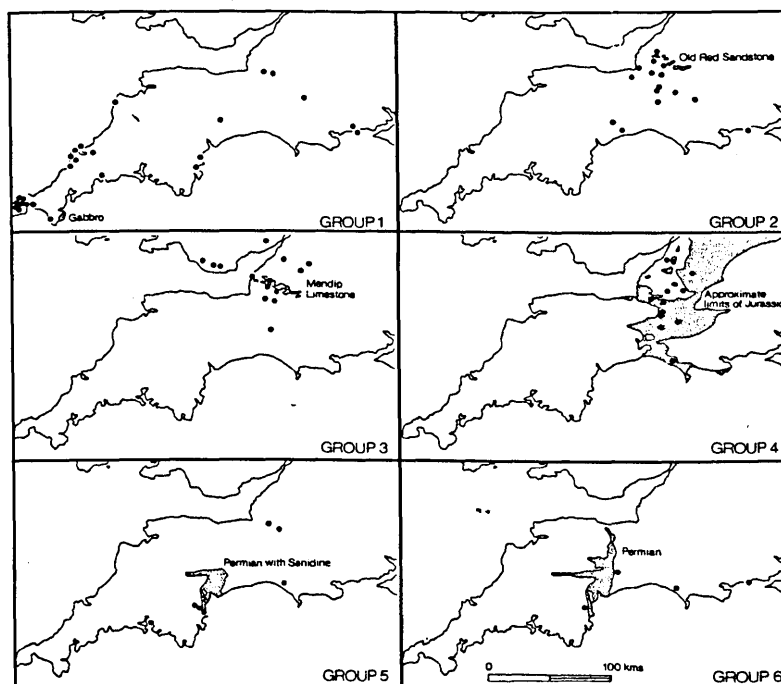 Gabbro
GROUP 1
Old Red Sandstone
GROUP 2
Mendip
Limestone
GROUP 3
Approximate
limits of Jurassic
GROUP 4
Permian with Sanidine
GROUP 5
Permian
0 100 kms
GROUP 6